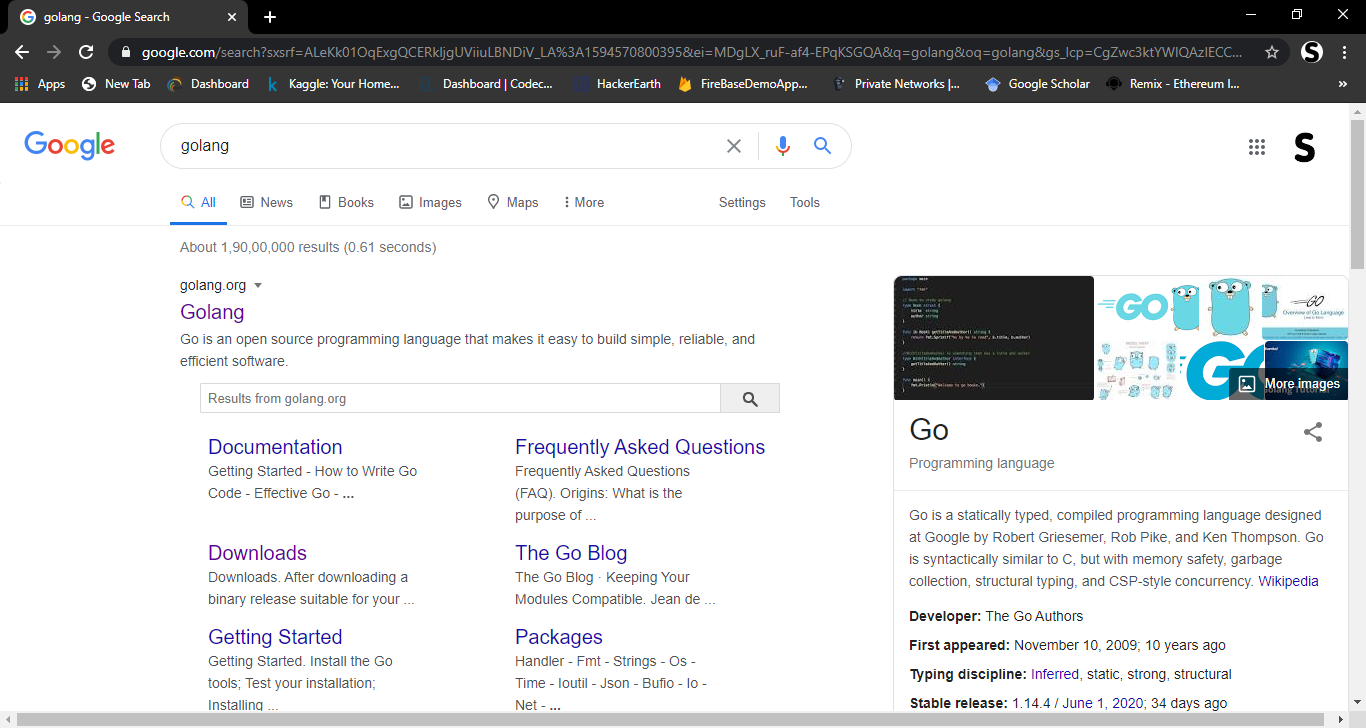 golang - Google Search
google.com/search?sxsrf=ALeKk01OqExgQCERkIjgUViiuLBNDiV_LA%3A1594570800395&ei=MDgLX_ruF-af4-EPqKSGQA&q=golang&oq=golang&gs_lcp=CgZwc3ktYWIQAzIECC...
Apps New Tab Dashboard Kaggle: Your Home... Dashboard | Codec... HackerEarth FireBaseDemoApp... Private Networks |... Google Scholar Remix - Ethereum I... »
Google golang S
All News Books Images Maps More Settings Tools
About 1,90,00,000 results (0.61 seconds)
golang.org
Golang
Go is an open source programming language that makes it easy to build simple, reliable, and
efficient software.
Results from golang.org
Documentation
Getting Started - How to Write Go
Code - Effective Go - ...
Frequently Asked Questions
Frequently Asked Questions
(FAQ). Origins: What is the
purpose of ...
Downloads
Downloads. After downloading a
binary release suitable for your ...
The Go Blog
The Go Blog · Keeping Your
Modules Compatible. Jean de ...
Getting Started
Getting Started. Install the Go
tools; Test your installation;
Installing ...
Packages
Handler - Fmt - Strings - Os -
Time - Ioutil - Json - Bufio - Io -
Net - ...
GO
GO
Overview of Go Language
GO
More images
Go
Programming language
Go is a statically typed, compiled programming language designed
at Google by Robert Griesemer, Rob Pike, and Ken Thompson. Go
is syntactically similar to C, but with memory safety, garbage
collection, structural typing, and CSP-style concurrency. Wikipedia
Developer: The Go Authors
First appeared: November 10, 2009; 10 years ago
Typing discipline: Inferred, static, strong, structural
Stable release: 1.14.4 / June 1, 2020; 34 days ago